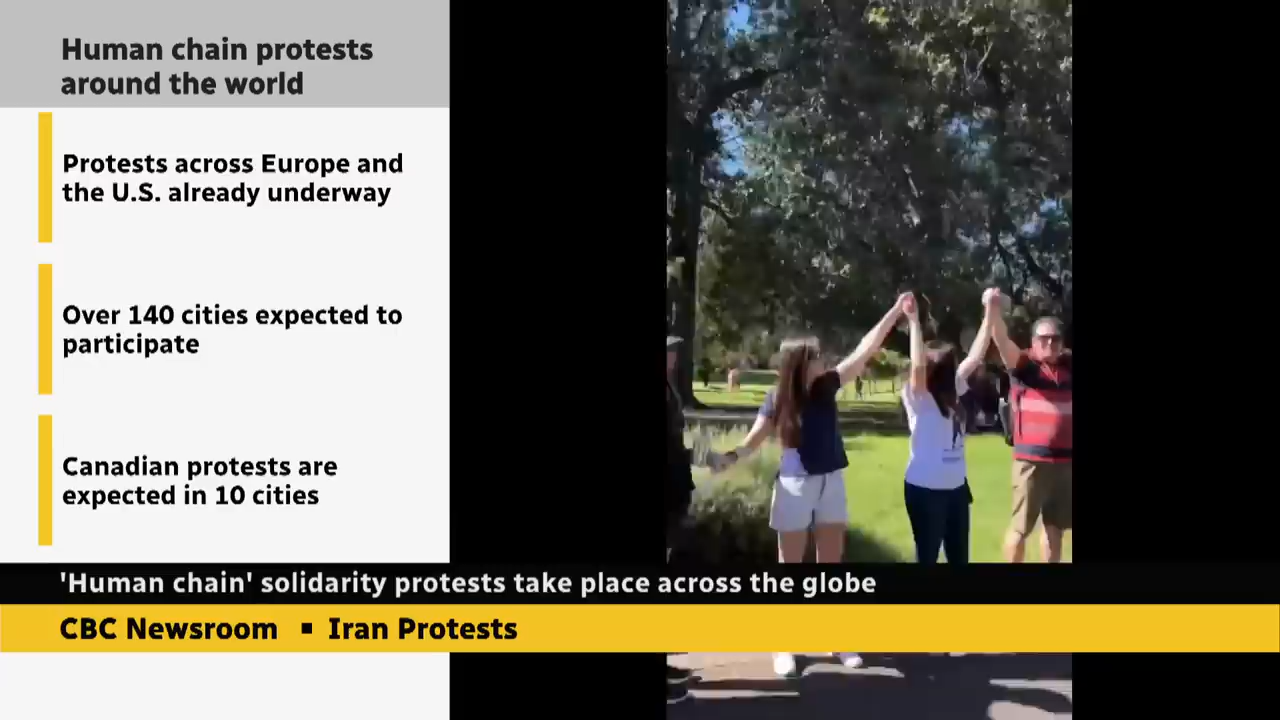 Human chain protests
around the world
Protests across Europe and
the U.S. already underway
Over 140 cities expected to
participate
Canadian protests are
expected in 10 cities
'Human chain' solidarity protests take place across the globe
CBC Newsroom ▪ Iran Protests